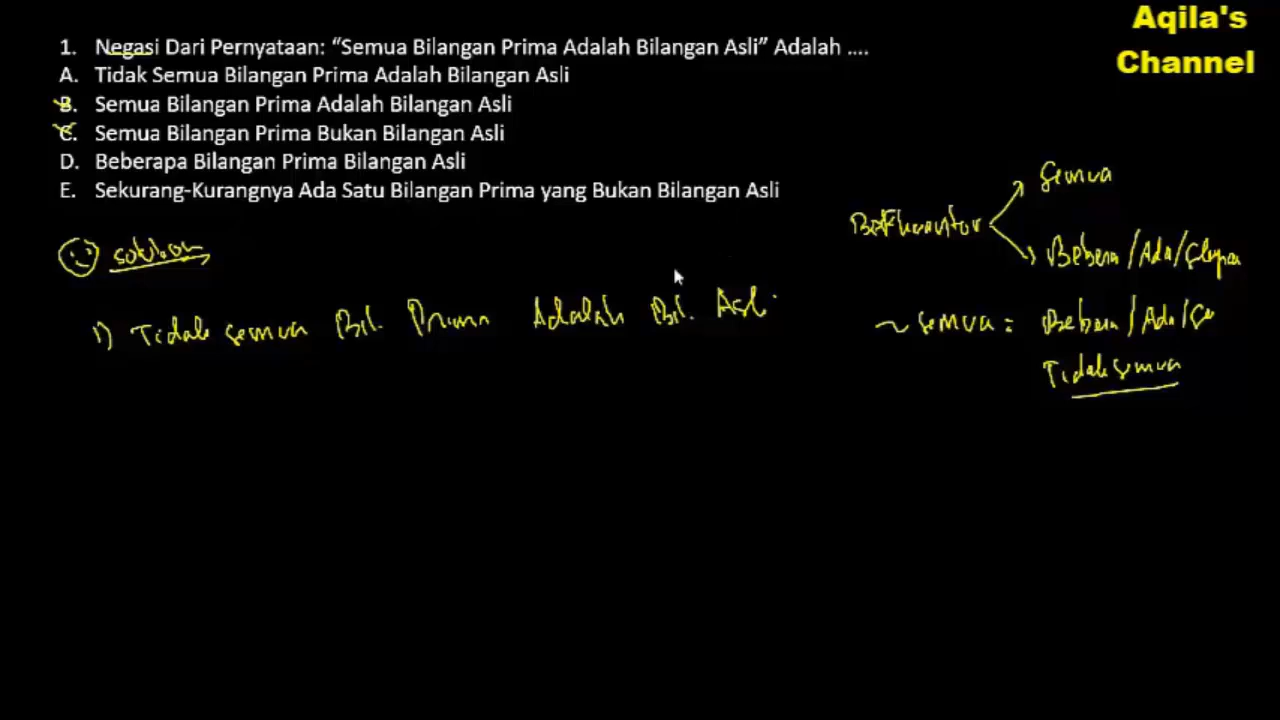 Aqila's
Channel
1. Negasi Dari Pernyataan: “Semua Bilangan Prima Adalah Bilangan Asli” Adalah ....
A. Tidak Semua Bilangan Prima Adalah Bilangan Asli
B. Semua Bilangan Prima Adalah Bilangan Asli
C. Semua Bilangan Prima Bukan Bilangan Asli
D. Beberapa Bilangan Prima Bilangan Asli
E. Sekurang-Kurangnya Ada Satu Bilangan Prima yang Bukan Bilangan Asli
Semua
/Ada/
1) Tidak semua Bil. Prima Adalah Bil. Asli.
~ semua = /Ada/
Tidak semua